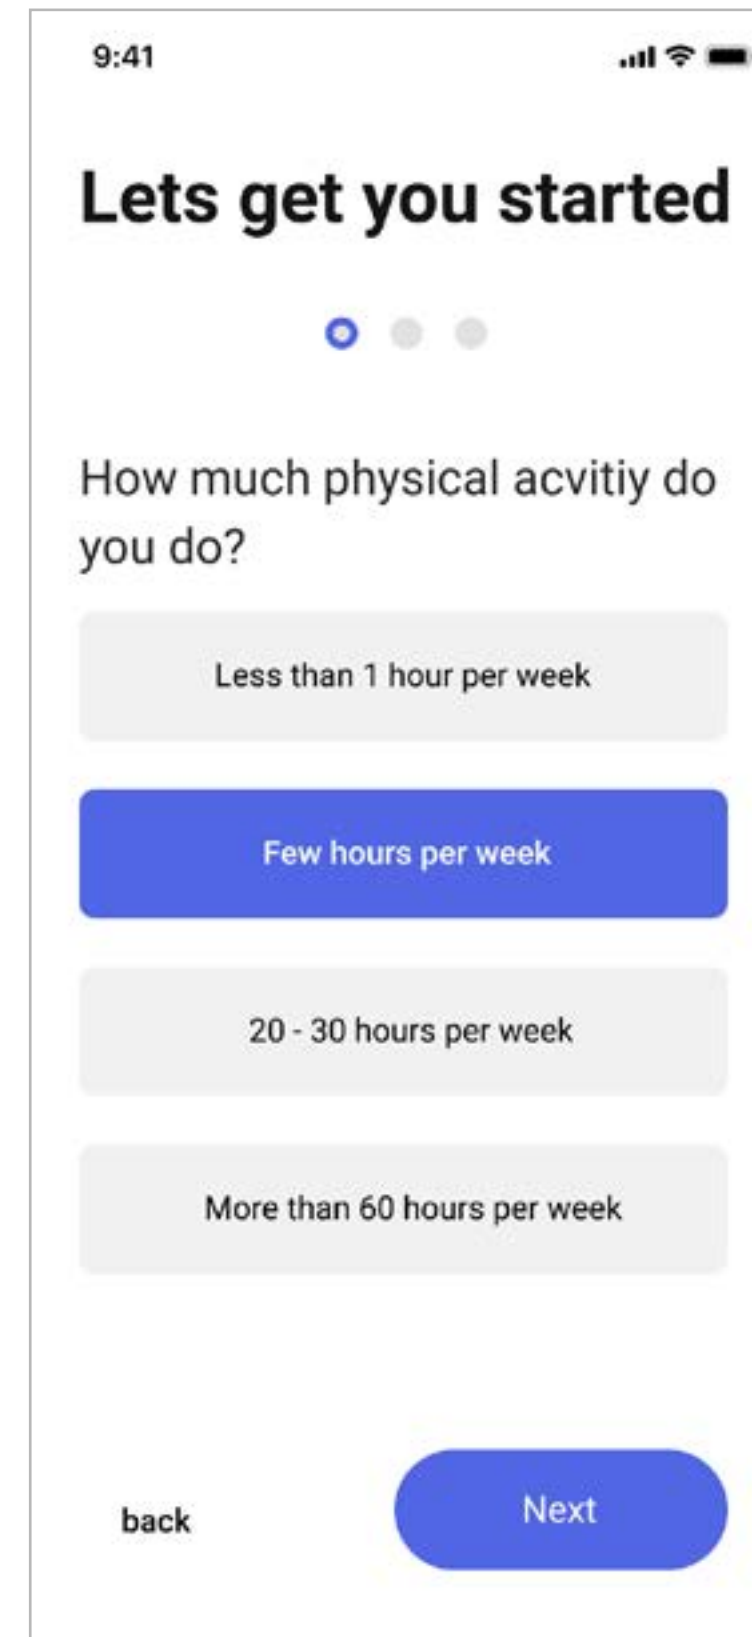 9:41
Lets get you started
How much physical acvitiy do
you do?
Less than 1 hour per week
Few hours per week
20 - 30 hours per week
More than 60 hours per week
back
Next